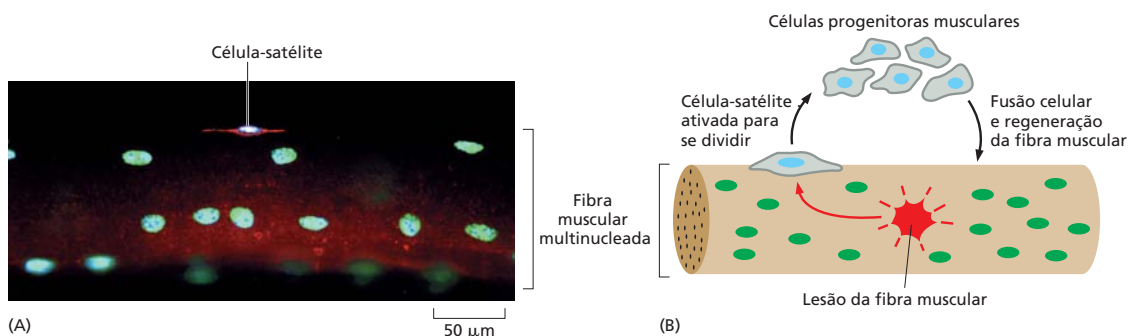 Célula-satélite
Fibra
muscular
multinucleada
(A)
50 µm
Células progenitoras musculares
Célula-satélite
ativada para
se dividir
Fusão celular
e regeneração
da fibra muscular
Lesão da fibra muscular
(B)